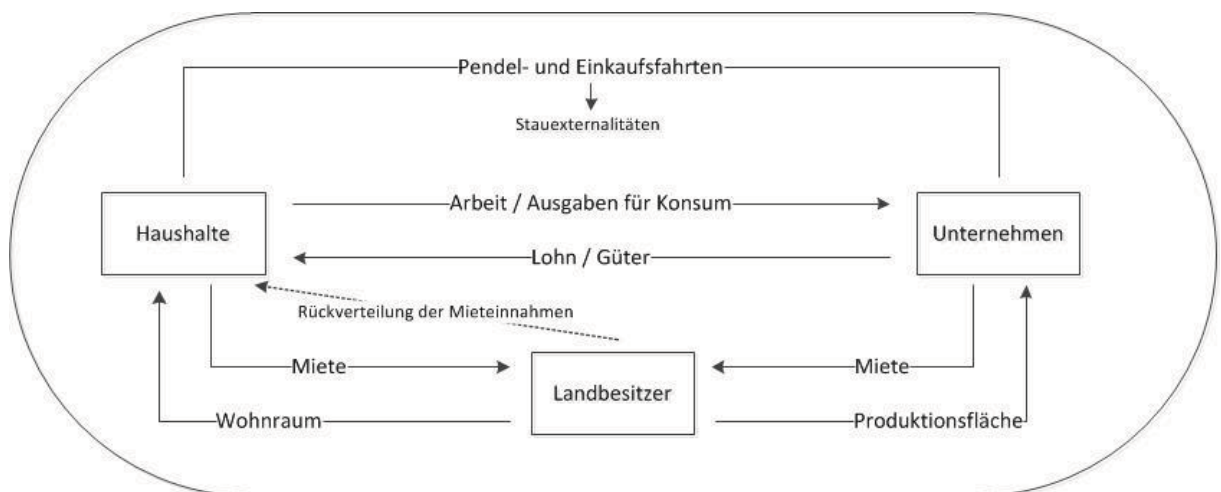 Pendel- und Einkaufsfahrten
Stauexternalitäten
Arbeit / Ausgaben für Konsum
Haushalte
Unternehmen
Lohn / Güter
Rückverteilung der Mieteinnahmen
Miete
Miete
Landbesitzer
Wohnraum
Produktionsfläche